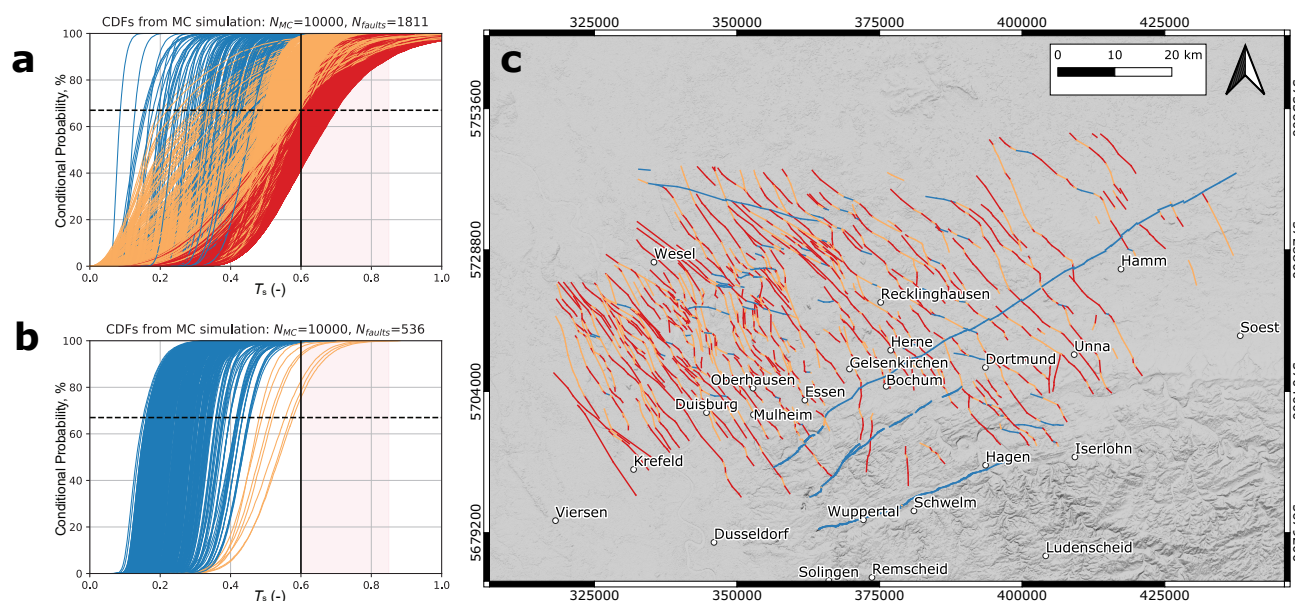 CDFs from MC simulation: N_MC=10000, N_faults=1811
a
Conditional Probability, %
100
80
60
40
20
0
0.0 0.2 0.4 0.6 0.8 1.0
T_s (-)
CDFs from MC simulation: N_MC=10000, N_faults=536
b
Conditional Probability, %
100
80
60
40
20
0
0.0 0.2 0.4 0.6 0.8 1.0
T_s (-)
c
325000 350000 375000 400000 425000
0 10 20 km
5753600
5728800
5704000
5679200
Wesel
Hamm
Recklinghausen
Soest
Herne
Unna
Gelsenkirchen
Dortmund
Oberhausen
Bochum
Essen
Duisburg
Mulheim
Iserlohn
Hagen
Krefeld
Schwelm
Viersen
Wuppertal
Dusseldorf
Ludenscheid
Solingen
Remscheid
325000 350000 375000 400000 425000